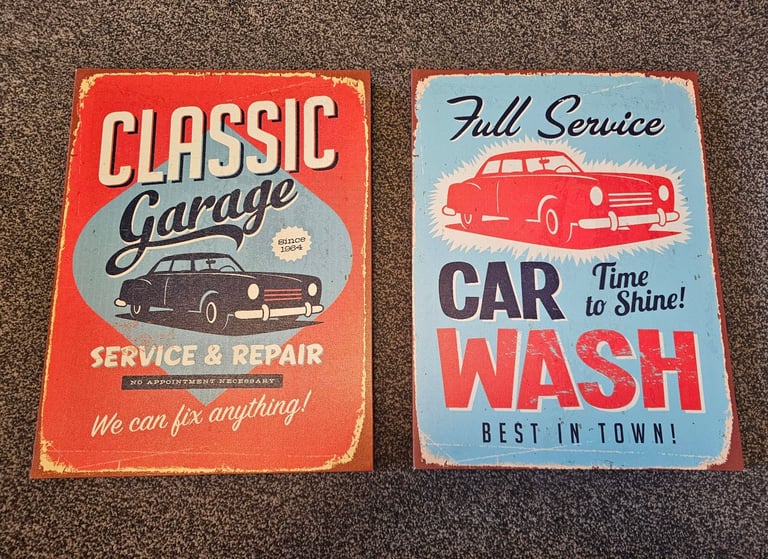 CLASSIC
Garage
Since
1964
SERVICE & REPAIR
NO APPOINTMENT NECESSARY
We can fix anything!
Full Service
CAR
Time
to Shine!
WASH
BEST IN TOWN!